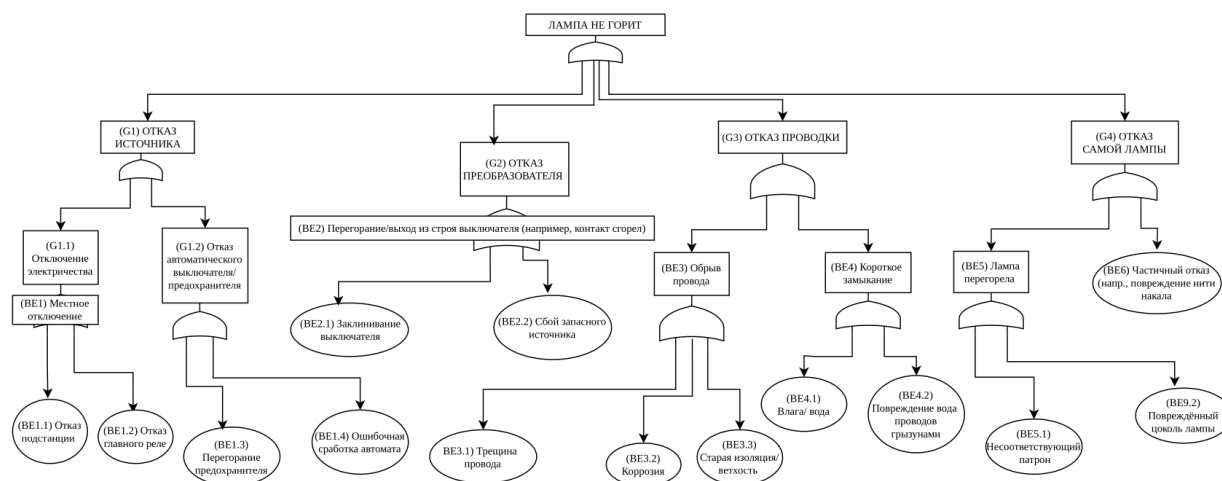 ЛАМПА НЕ ГОРИТ
(G1) ОТКАЗ
ИСТОЧНИКА
(G2) ОТКАЗ
ПРЕОБРАЗОВАТЕЛЯ
(G3) ОТКАЗ ПРОВОДКИ
(G4) ОТКАЗ
САМОЙ ЛАМПЫ
(G1.1)
Отключение
электричества
(BE1) Местное
отключение
(G1.2) Отказ
автоматического
выключателя/
предохранителя
(BE2) Перегорание/выход из строя выключателя (например, контакт сгорел)
(BE3) Обрыв
провода
(BE4) Короткое
замыкание
(BE5) Лампа
перегорела
(BE6) Частичный отказ
(напр., повреждение нити
накала
(BE1.1) Отказ
подстанции
(BE1.2) Отказ
главного реле
(BE1.3)
Перегорание
предохранителя
(BE1.4) Ошибочная
сработка автомата
(BE2.1) Заклинивание
выключателя
(BE2.2) Сбой запасного
источника
BE3.1) Трещина
провода
(BE3.2)
Коррозия
(BE3.3)
Старая изоляция/
ветхость
(BE4.1)
Влага/ вода
(BE4.2)
Повреждение вода
проводов
грызунами
(BE5.1)
Несоответствующий
патрон
(BE9.2)
Повреждённый
цоколь лампы